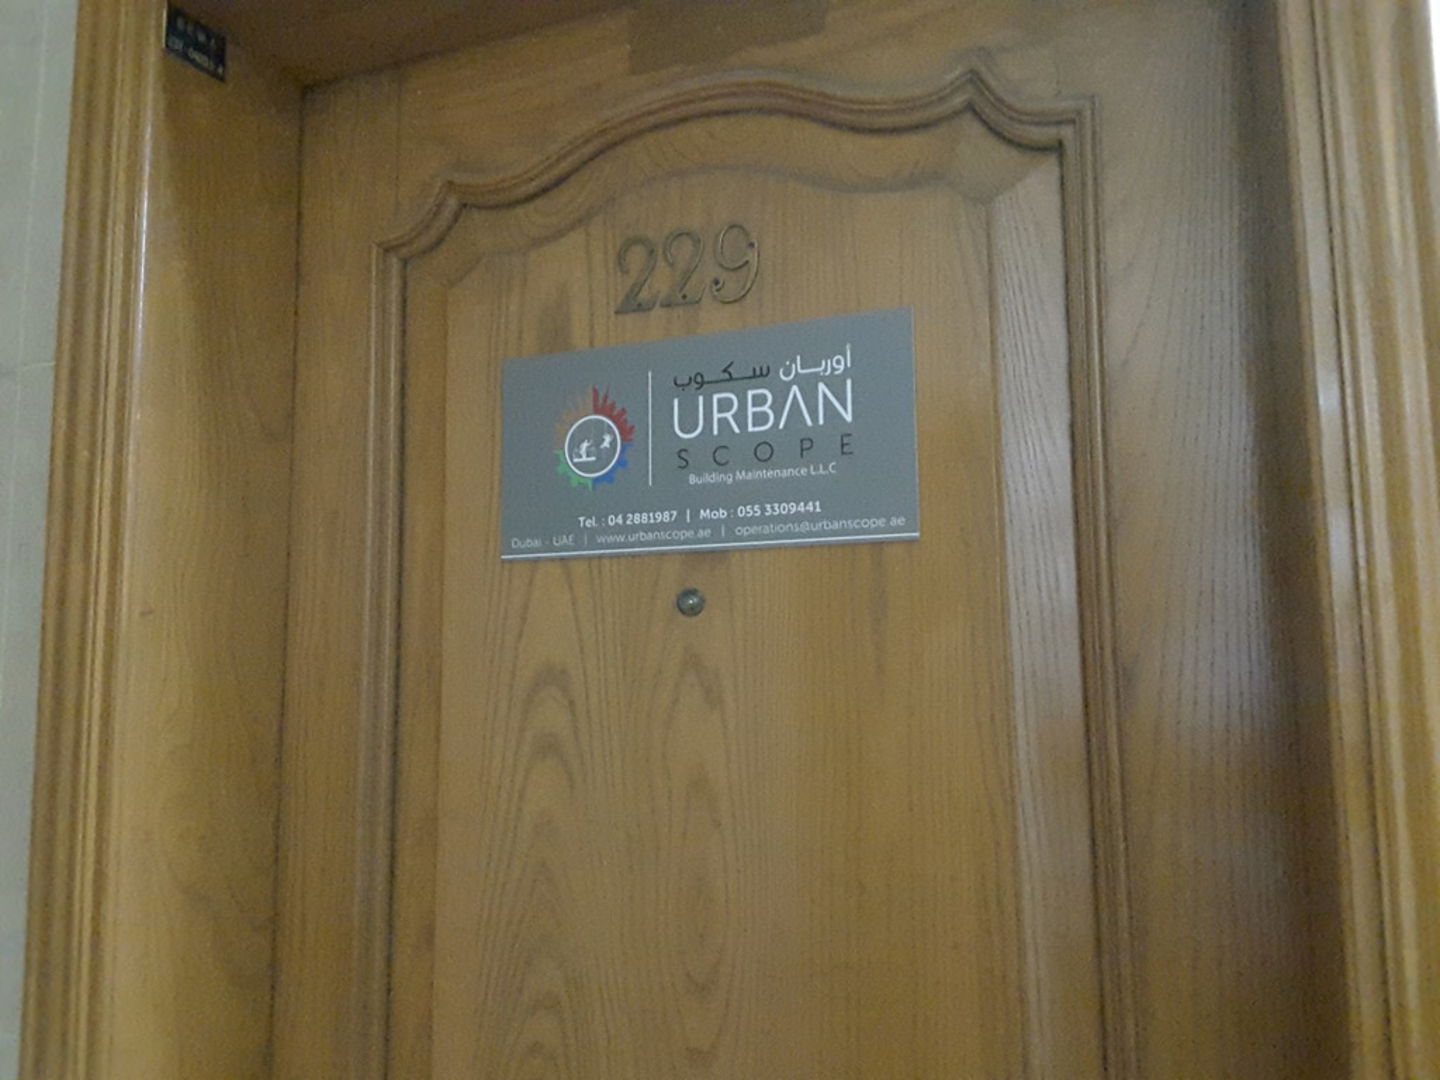 229
أوربان سكوب
URBAN
SCOPE
Building Maintenance L.L.C
Tel. : 04 2881987 | Mob : 055 3309441
Dubai - UAE | www.urbanscope.ae | operations@urbanscope.ae